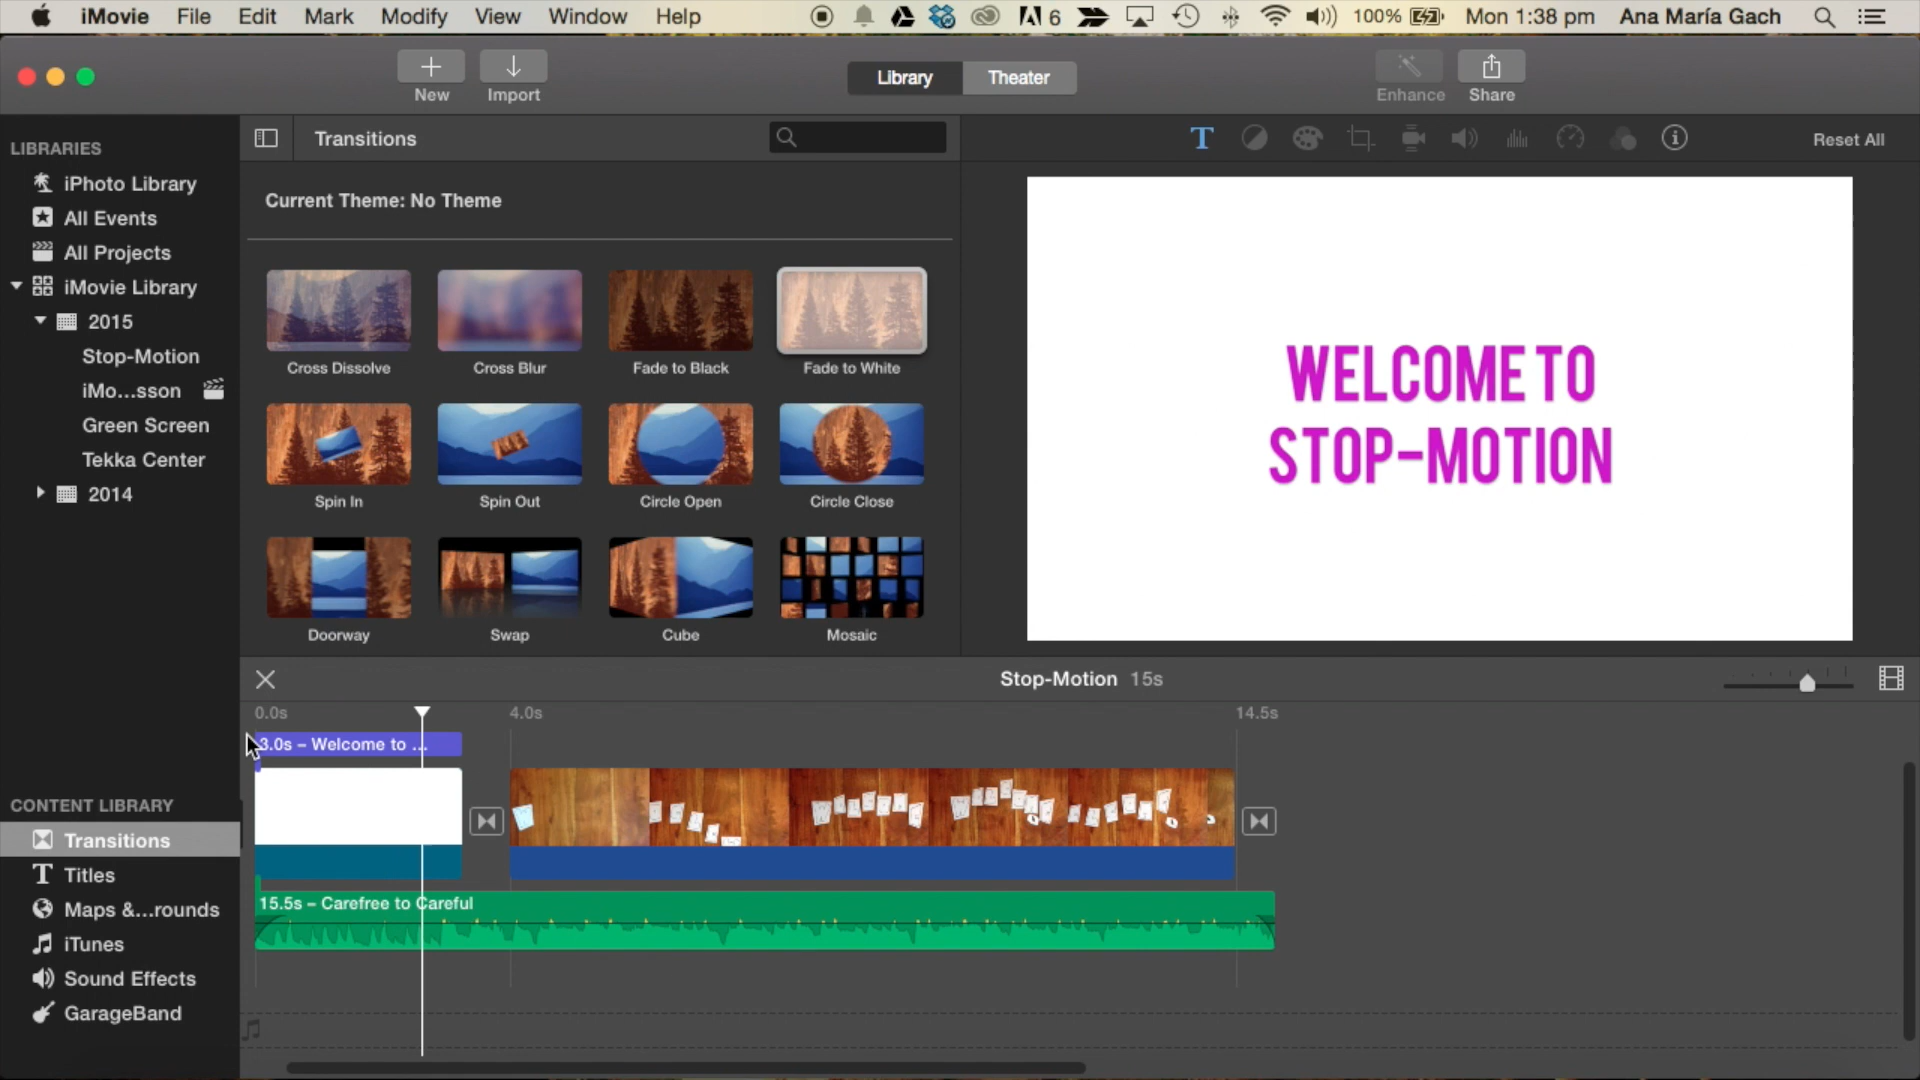 iMovie File Edit Mark Modify View Window Help 6 100% Mon 1:38 pm Ana María Gach
New Import Library Theater Enhance Share
LIBRARIES
iPhoto Library
All Events
All Projects
iMovie Library
2015
Stop-Motion
iMo...sson
Green Screen
Tekka Center
2014
CONTENT LIBRARY
Transitions
Titles
Maps &...rounds
iTunes
Sound Effects
GarageBand
Transitions
Current Theme: No Theme
Cross Dissolve Cross Blur Fade to Black Fade to White
Spin In Spin Out Circle Open Circle Close
Doorway Swap Cube Mosaic
Reset All
WELCOME TO
STOP-MOTION
Stop-Motion 15s
0.0s 4.0s 14.5s
3.0s – Welcome to ...
15.5s – Carefree to Careful